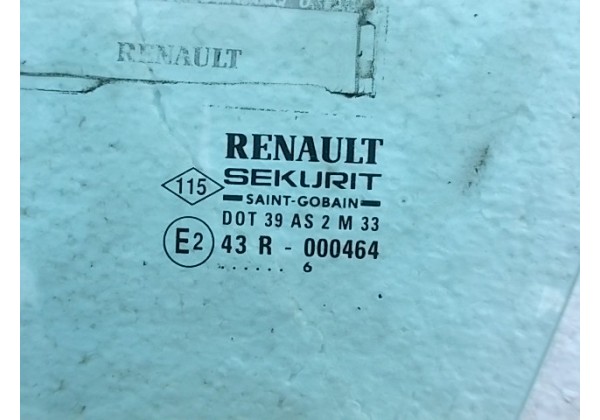 RENAULT
RENAULT
115
SEKURIT
SAINT-GOBAIN
DOT 39 AS 2 M 33
E2
43 R - 000464
...... 6